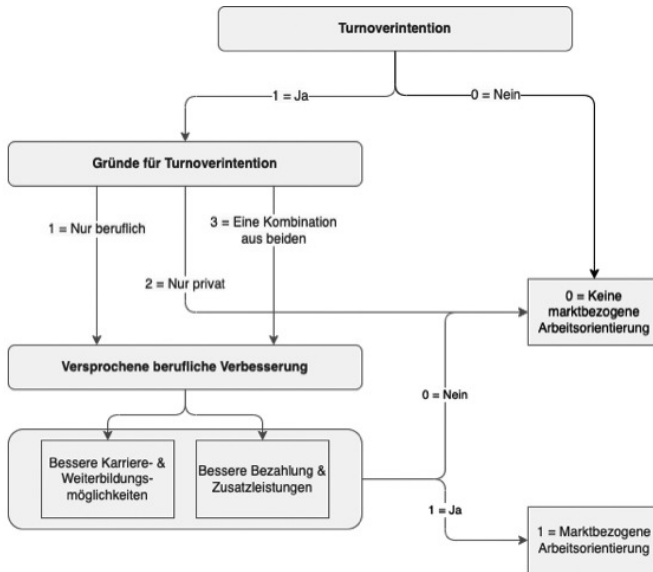 Turnoverintention
1 = Ja
0 = Nein
Gründe für Turnoverintention
1 = Nur beruflich
3 = Eine Kombination
aus beiden
2 = Nur privat
0 = Keine
marktbezogene
Arbeitsorientierung
Versprochene berufliche Verbesserung
0 = Nein
Bessere Karriere- &
Weiterbildungs-
möglichkeiten
Bessere Bezahlung &
Zusatzleistungen
1 = Ja
1 = Marktbezogene
Arbeitsorientierung